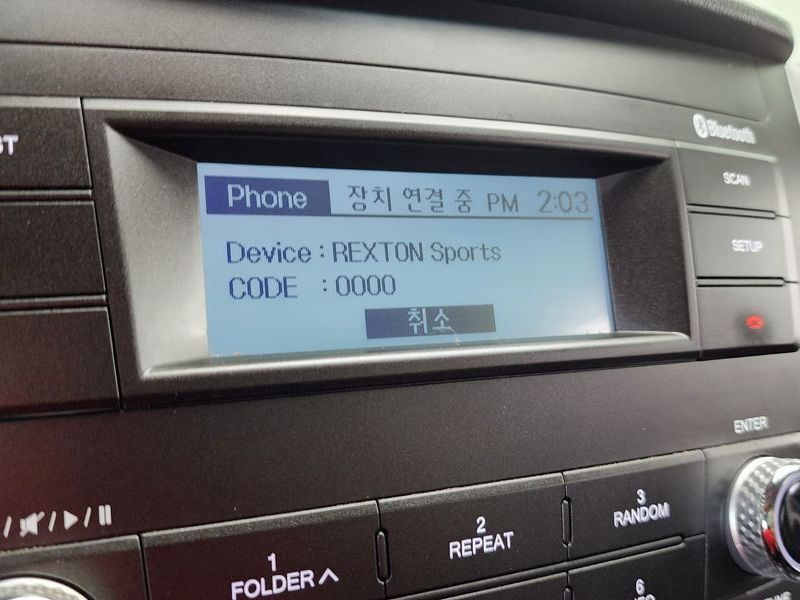 Bluetooth
SCAN
Phone 장치 연결 중 PM 2:03
SETUP
Device : REXTON Sports
CODE : 0000
취소
ENTER
1
FOLDER ∧
2
REPEAT
3
RANDOM
6